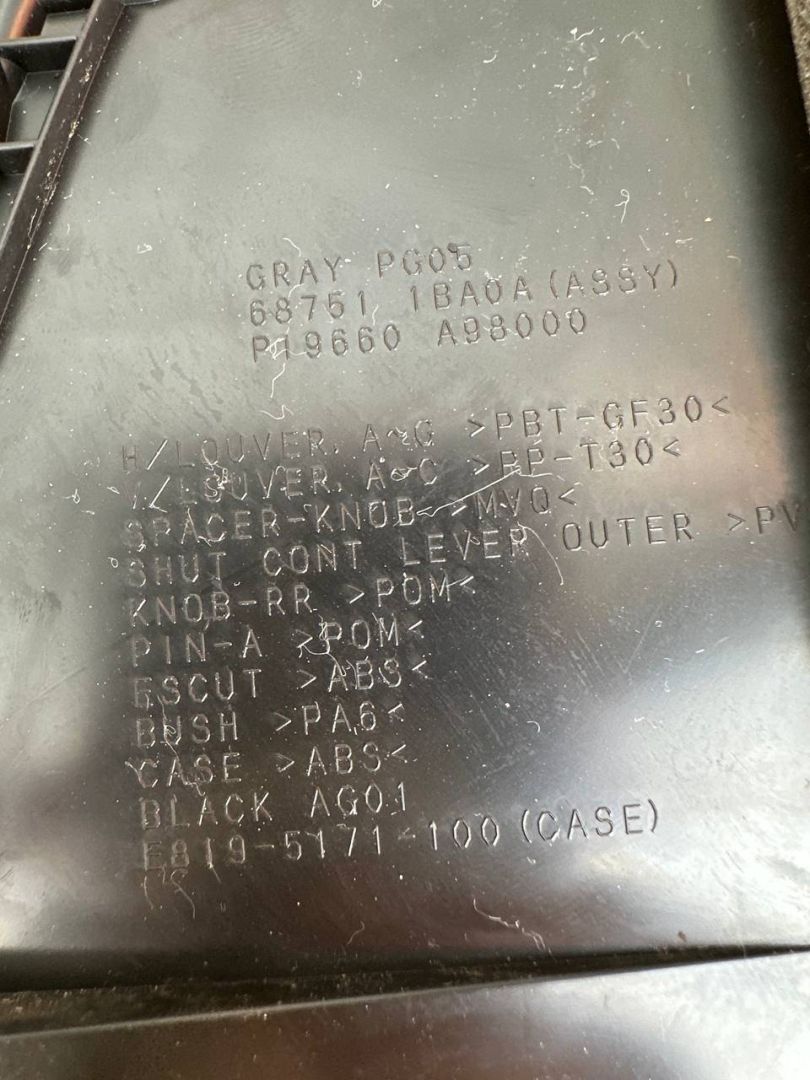 GRAY PG05
68751 1BA0A (ASSY)
P19660 A98000
H/LOUVER, A~C >PBT-GF30<
V/LOUVER, A~C >PP-T30<
SPACER-KNOB >MVQ<
SHUT CONT LEVER OUTER >PV
KNOB-RR >POM<
PIN-A >POM<
ESCUT >ABS<
BUSH >PA6<
CASE >ABS<
BLACK AG01
E819-5171-100 (CASE)